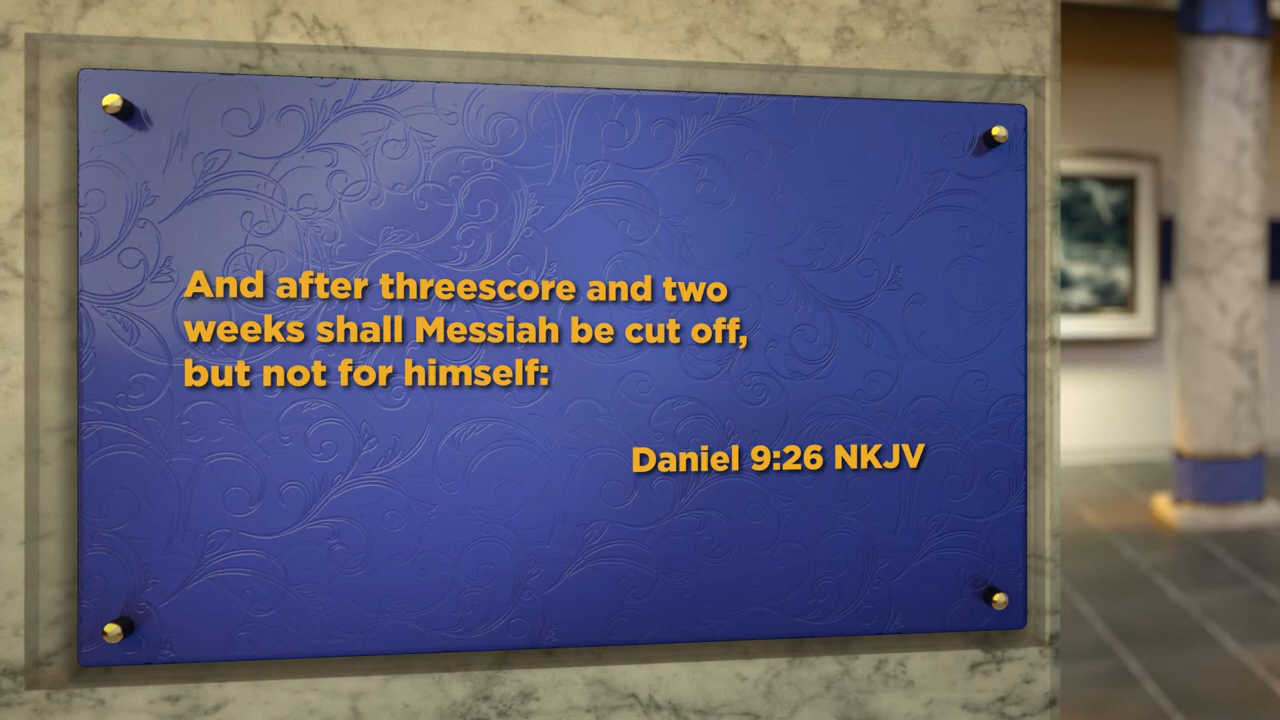 And after threescore and two
weeks shall Messiah be cut off,
but not for himself:
Daniel 9:26 NKJV